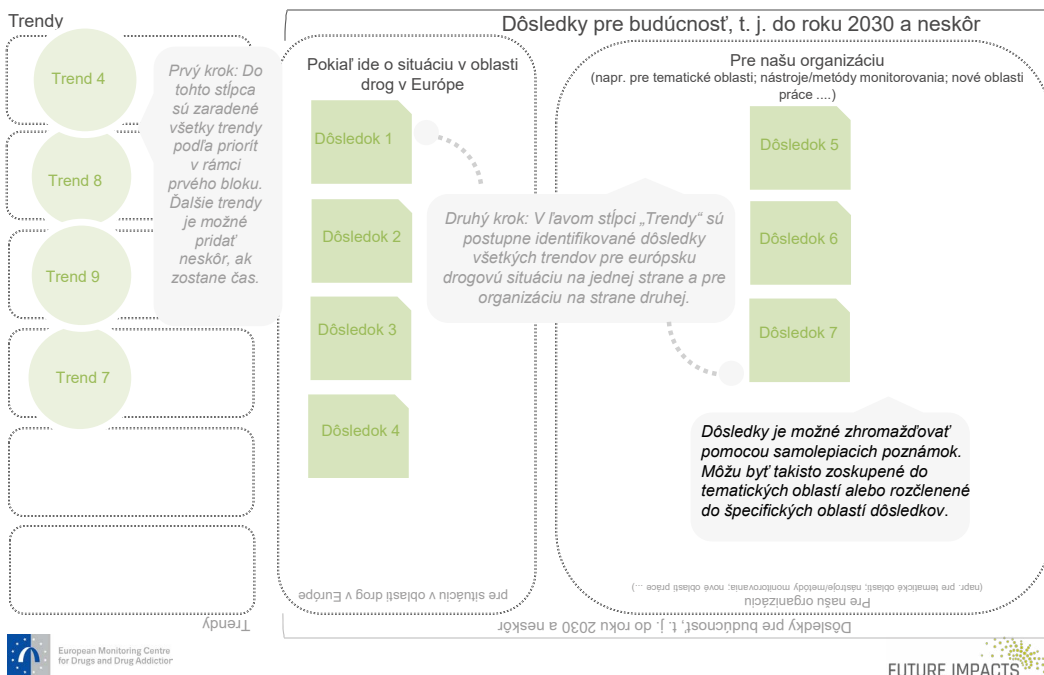 Trendy
Dôsledky pre budúcnosť, t. j. do roku 2030 a neskôr
Trend 4
Trend 8
Trend 9
Trend 7
Prvý krok: Do
tohto stĺpca
sú zaradené
všetky trendy
podľa priorít
v rámci
prvého bloku.
Ďalšie trendy
je možné
pridať
neskôr, ak
zostane čas.
Pokiaľ ide o situáciu v oblasti
drog v Európe
Dôsledok 1
Dôsledok 2
Dôsledok 3
Dôsledok 4
Druhý krok: V ľavom stĺpci „Trendy“ sú
postupne identifikované dôsledky
všetkých trendov pre európsku
drogovú situáciu na jednej strane a pre
organizáciu na strane druhej.
Pre našu organizáciu
(napr. pre tematické oblasti; nástroje/metódy monitorovania; nové oblasti
práce ....)
Dôsledok 5
Dôsledok 6
Dôsledok 7
Dôsledky je možné zhromažďovať
pomocou samolepiacich poznámok.
Môžu byť takisto zoskupené do
tematických oblastí alebo rozčlenené
do špecifických oblastí dôsledkov.
pre situáciu v oblasti drog v Európe
Pre našu organizáciu
(napr. pre tematické oblasti; nástroje/metódy monitorovania; nové oblasti práce ...)
Trendy
Dôsledky pre budúcnosť, t. j. do roku 2030 a neskôr
European Monitoring Centre
for Drugs and Drug Addiction
FUTURE IMPACTS